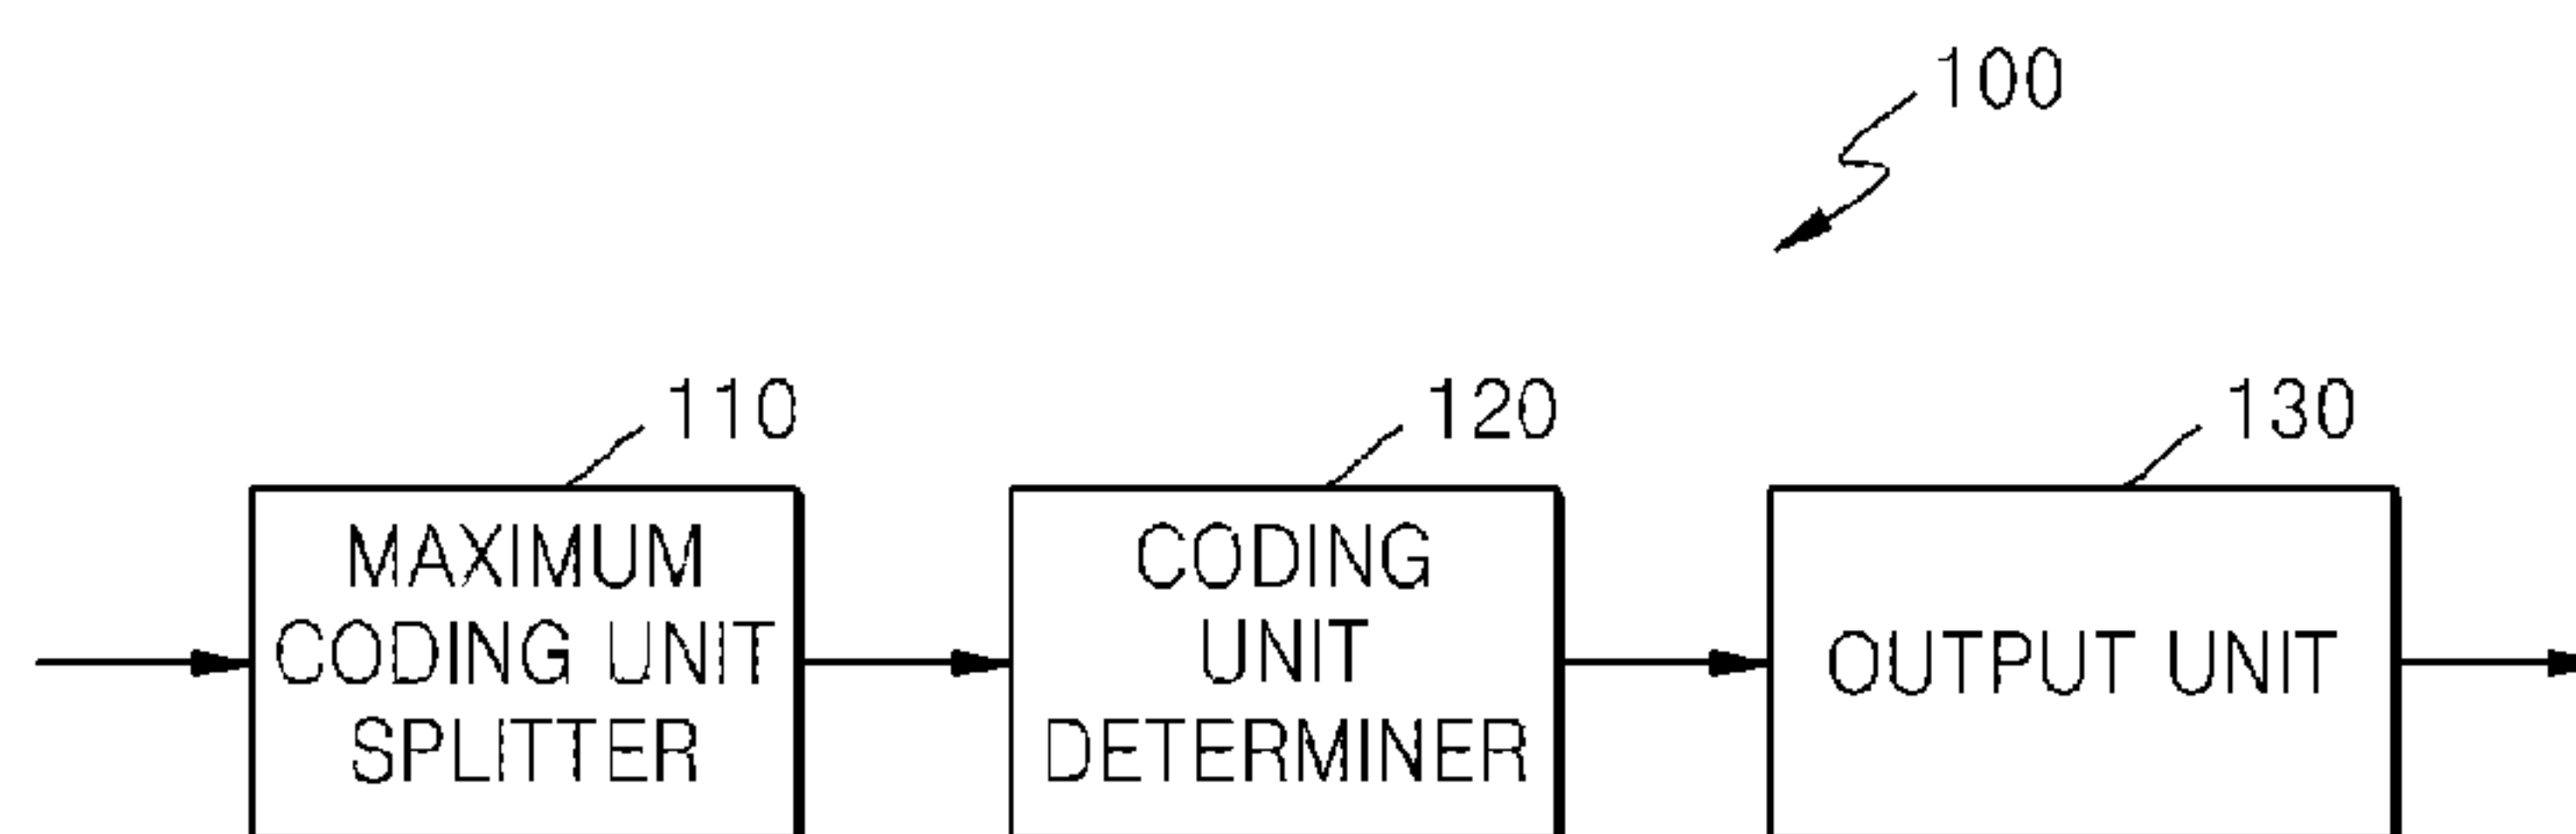 100
110
120
130
MAXIMUM
CODING UNIT
SPLITTER
CODING
UNIT
DETERMINER
OUTPUT UNIT